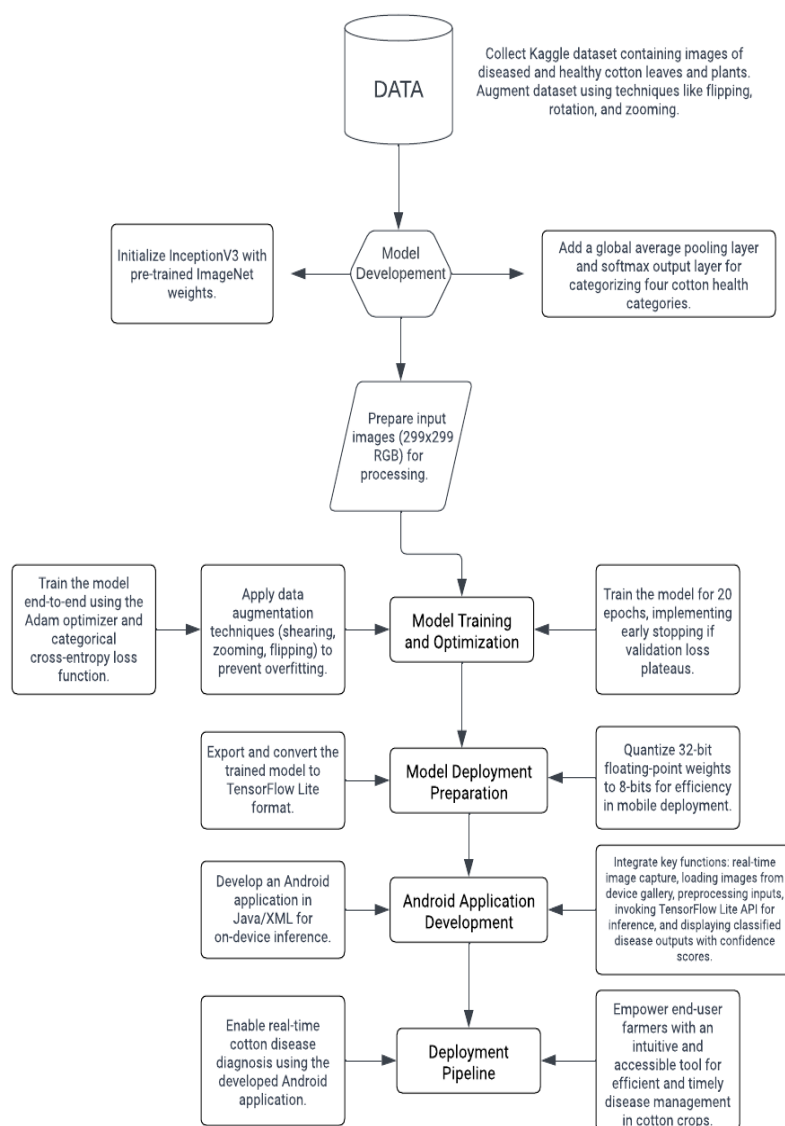 DATA
Collect Kaggle dataset containing images of
diseased and healthy cotton leaves and plants.
Augment dataset using techniques like flipping,
rotation, and zooming.
Initialize InceptionV3 with
pre-trained ImageNet
weights.
Model
Developement
Add a global average pooling layer
and softmax output layer for
categorizing four cotton health
categories.
Prepare input
images (299x299
RGB) for
processing.
Train the model
end-to-end using the
Adam optimizer and
categorical
cross-entropy loss
function.
Apply data
augmentation
techniques (shearing,
zooming, flipping) to
prevent overfitting.
Model Training
and Optimization
Train the model for 20
epochs, implementing
early stopping if
validation loss
plateaus.
Export and convert the
trained model to
TensorFlow Lite
format.
Model Deployment
Preparation
Quantize 32-bit
floating-point weights
to 8-bits for efficiency
in mobile deployment.
Develop an Android
application in
Java/XML for
on-device inference.
Android Application
Development
Integrate key functions: real-time
image capture, loading images from
device gallery, preprocessing inputs,
invoking TensorFlow Lite API for
inference, and displaying classified
disease outputs with confidence
scores.
Enable real-time
cotton disease
diagnosis using the
developed Android
application.
Deployment
Pipeline
Empower end-user
farmers with an
intuitive and
accessible tool for
efficient and timely
disease management
in cotton crops.